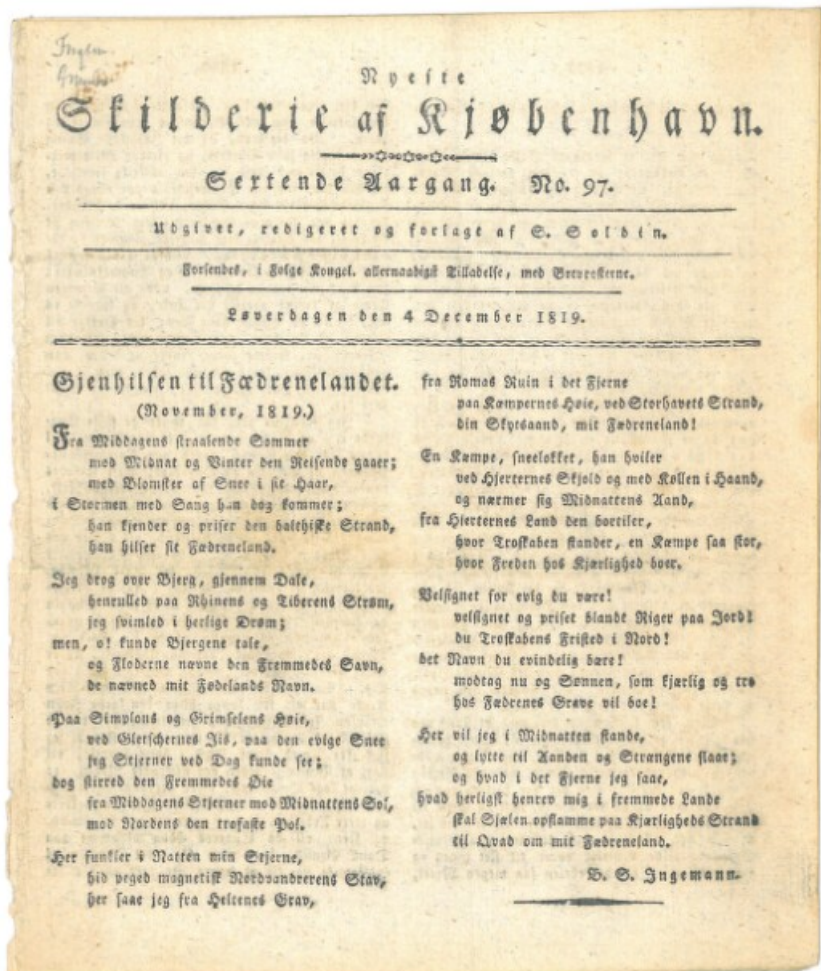 Nyeste
Skilderie af Kjøbenhavn.
Sextende Aargang. No. 97.
Udgivet, redigeret og forlagt af S. Soldin.
Forsendes, i Følge Kongel. allernaadigst Tilladelse, med Brevposterne.
Løverdagen den 4 December 1819.
Gjenhilsen til Fædrenelandet.
(November, 1819.)
Fra Middagens straalende Sommer
mod Midnat og Vinter den Reisende gaaer;
med Blomster af Snee i sit Haar,
i Stormen med Sang han dog kommer;
han kjender og priser den balthiske Strand,
han hilser sit Fædreneland.
Jeg drog over Bjerg, gjennem Dale,
henrulled paa Rhinens og Tiberens Strøm,
jeg svimled i herlige Drøm;
men, o! kunde Bjergene tale,
og Floderne nævne den Fremmedes Savn,
de nævned mit Fødelands Navn.
Paa Simplons og Grimselens Høie,
ved Gletschernes Iis, paa den evige Snee
jeg Stjerner ved Dag kunde see;
dog stirred den Fremmedes Øie
fra Middagens Stjerner mod Midnattens Sol,
mod Nordens den trofaste Pol.
Her funkler i Natten min Stjerne,
hid peged magnetisk Nordvandrerens Stav,
her saae jeg fra Heltenes Grav,
fra Romas Ruin i det Fjerne
paa Kæmpernes Høie, ved Storhavets Strand,
din Skytsaand, mit Fædreneland!
En Kæmpe, sneelokket, han hviler
ved Hjerternes Skjold og med Køllen i Haand,
og nærmer sig Midnattens Aand,
fra Hjerternes Land den bortiler,
hvor Troskaben stander, en Kæmpe saa stor,
hvor Freden hos Kjærlighed boer.
Velsignet for evig du være!
velsignet og priset blandt Riger paa Jord!
du Troskabens Fristed i Nord!
det Navn du evindelig bære!
modtag nu og Sønnen, som kjærlig og tro
hos Fædrenes Grave vil boe!
Her vil jeg i Midnatten stande,
og lytte til Aanden og Strængene slaae;
og hvad i det Fjerne jeg saae,
hvad herligst henrev mig i fremmede Lande
skal Sjælen opflamme paa Kjærligheds Strand
til Qvad om mit Fædreneland.
B. S. Ingemann.